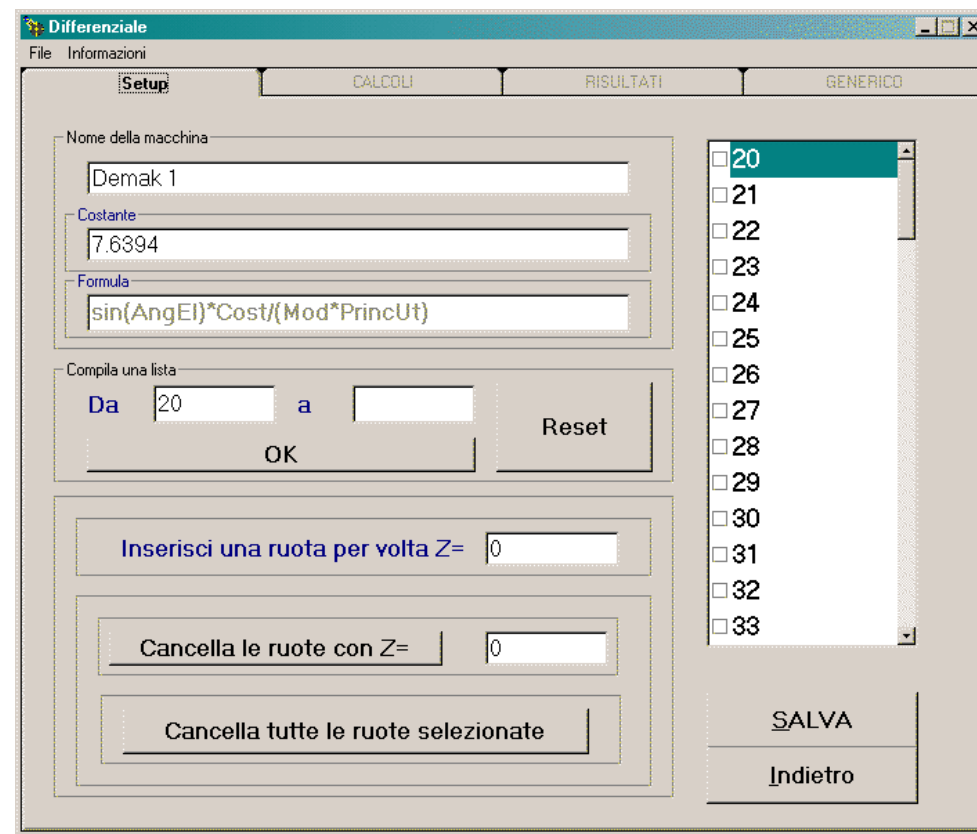 Differenziale
File Informazioni
Setup CALCOLI RISULTATI GENERICO
Nome della macchina
Demak 1
Costante
7.6394
Formula
sin(AngEl)*Cost/(Mod*PrincUt)
Compila una lista
Da 20 a
Reset
OK
Inserisci una ruota per volta Z= 0
Cancella le ruote con Z= 0
Cancella tutte le ruote selezionate
20
21
22
23
24
25
26
27
28
29
30
31
32
33
SALVA
Indietro